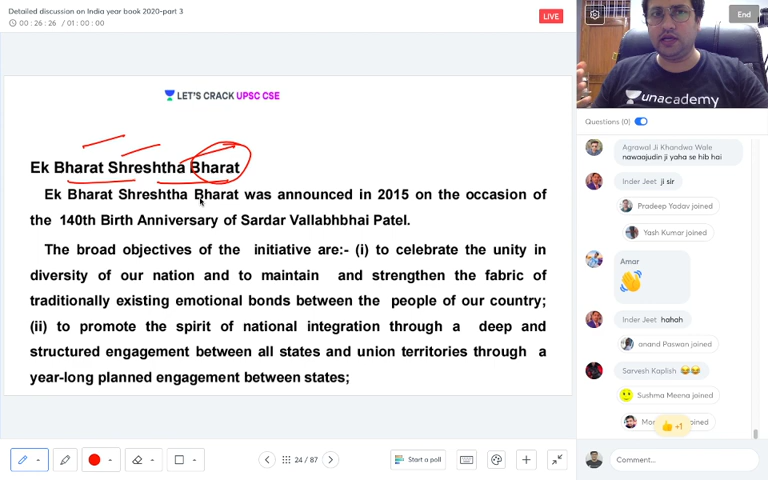 Detailed discussion on India year book 2020-part 3
00 : 26 : 26 / 01 : 00 : 00
LIVE
End
LET'S CRACK UPSC CSE
Ek Bharat Shreshtha Bharat
Ek Bharat Shreshtha Bharat was announced in 2015 on the occasion of
the 140th Birth Anniversary of Sardar Vallabhbhai Patel.
The broad objectives of the initiative are:- (i) to celebrate the unity in
diversity of our nation and to maintain and strengthen the fabric of
traditionally existing emotional bonds between the people of our country;
(ii) to promote the spirit of national integration through a deep and
structured engagement between all states and union territories through a
year-long planned engagement between states;
24 / 87
Start a poll
unacademy
Questions (0)
Agrawal Ji Khandwa Wale
nawaajudin ji yaha se hib hai
Inder Jeet ji sir
Pradeep Yadav joined
Yash Kumar joined
Amar
Inder Jeet hahah
anand Paswan joined
Sarvesh Kaplish
Sushma Meena joined
+1
Comment...